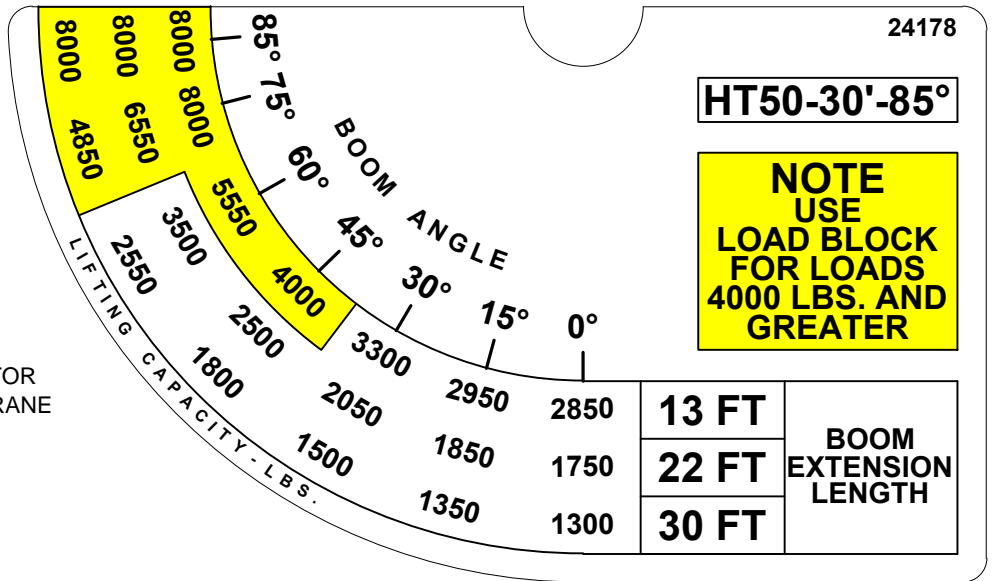 24178
HT50-30'-85°
NOTE
USE
LOAD BLOCK
FOR LOADS
4000 LBS. AND
GREATER
BOOM ANGLE
85°
75°
60°
45°
30°
15°
0°
8000 8000 8000
4850 6550 8000
2550 3500 5550
1800 2500 4000
1500 2050 3300
1350 1850 2950
2850 13 FT
1750 22 FT
1300 30 FT
BOOM
EXTENSION
LENGTH
LIFTING CAPACITY - LBS.
TOR
RANE